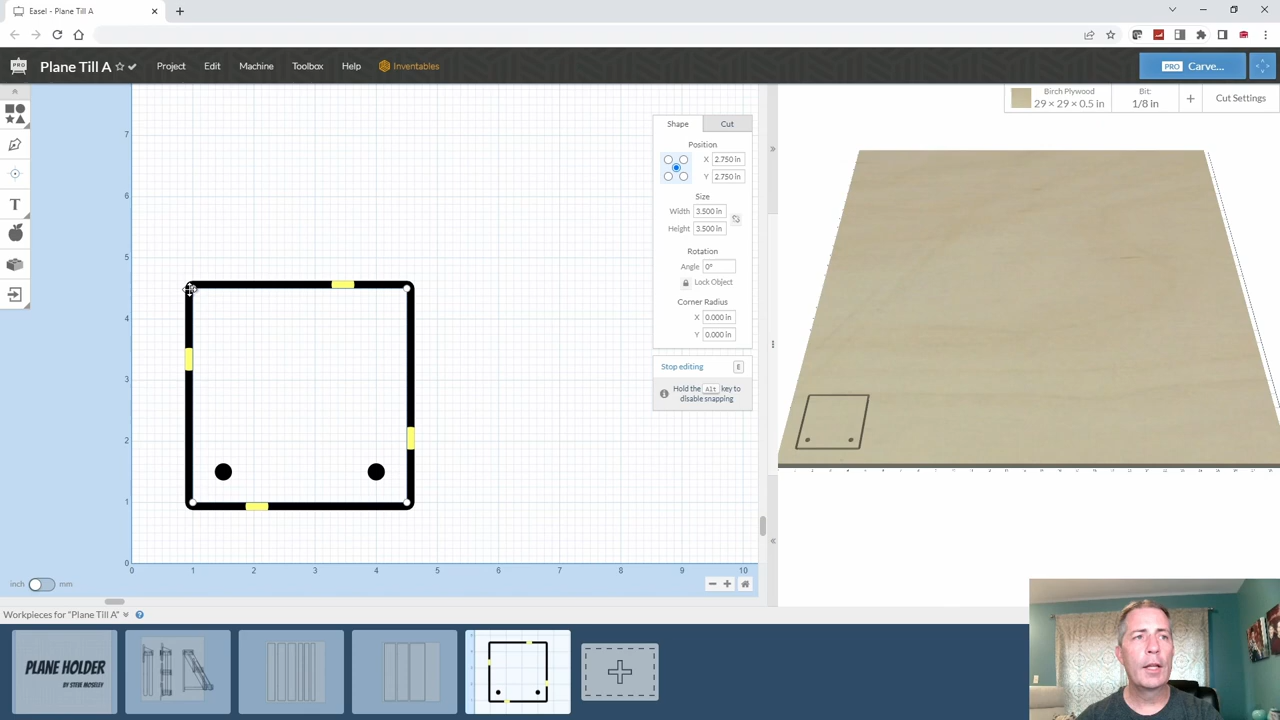 Easel - Plane Till A
PRO
Plane Till A
Project
Edit
Machine
Toolbox
Help
Inventables
PRO
Carve...
Birch Plywood
29 × 29 × 0.5 in
Bit:
1/8 in
Cut Settings
Shape
Cut
Position
X 2.750 in
Y 2.750 in
Size
Width 3.500 in
Height 3.500 in
Rotation
Angle 0°
Lock Object
Corner Radius
X 0.000 in
Y 0.000 in
Stop editing
E
Hold the Alt key to
disable snapping
7
6
5
4
3
2
1
0
0 1 2 3 4 5 6 7 8 9 10
inch mm
Workpieces for "Plane Till A"
PLANE HOLDER
BY STEVE MOSELEY